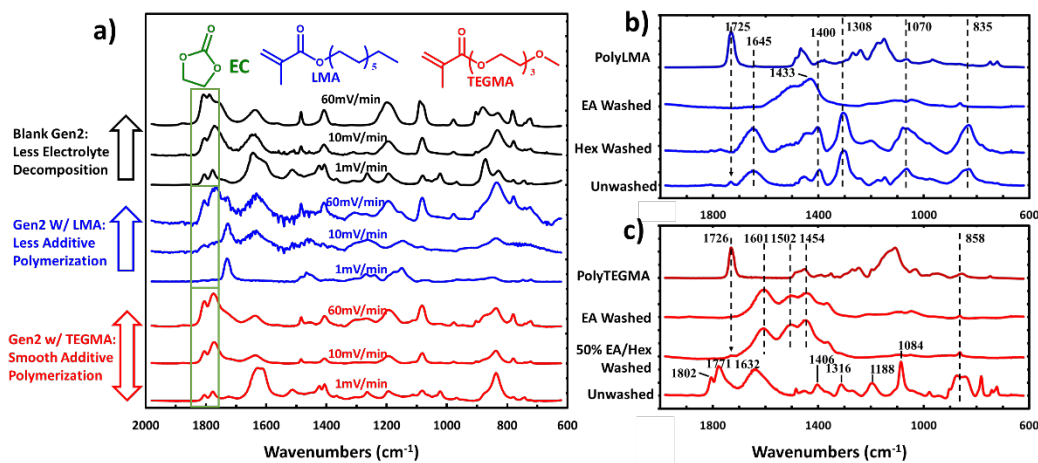 a)
O
O
O
EC
O
O
5
LMA
O
O
O
3
TEGMA
Blank Gen2:
Less Electrolyte
Decomposition
60mV/min
10mV/min
1mV/min
Gen2 W/ LMA:
Less Additive
Polymerization
60mV/min
10mV/min
1mV/min
Gen2 w/ TEGMA:
Smooth Additive
Polymerization
60mV/min
10mV/min
1mV/min
2000 1800 1600 1400 1200 1000 800 600
Wavenumbers (cm-1)
b)
1725 1645 1400 1308 1070 835
PolyLMA
1433
EA Washed
Hex Washed
Unwashed
1800 1400 1000 600
c)
1726 1601 1502 1454 858
PolyTEGMA
EA Washed
50% EA/Hex
Washed
1802 1771 1632 1406 1316 1188 1084
Unwashed
1800 1400 1000 600
Wavenumbers (cm-1)